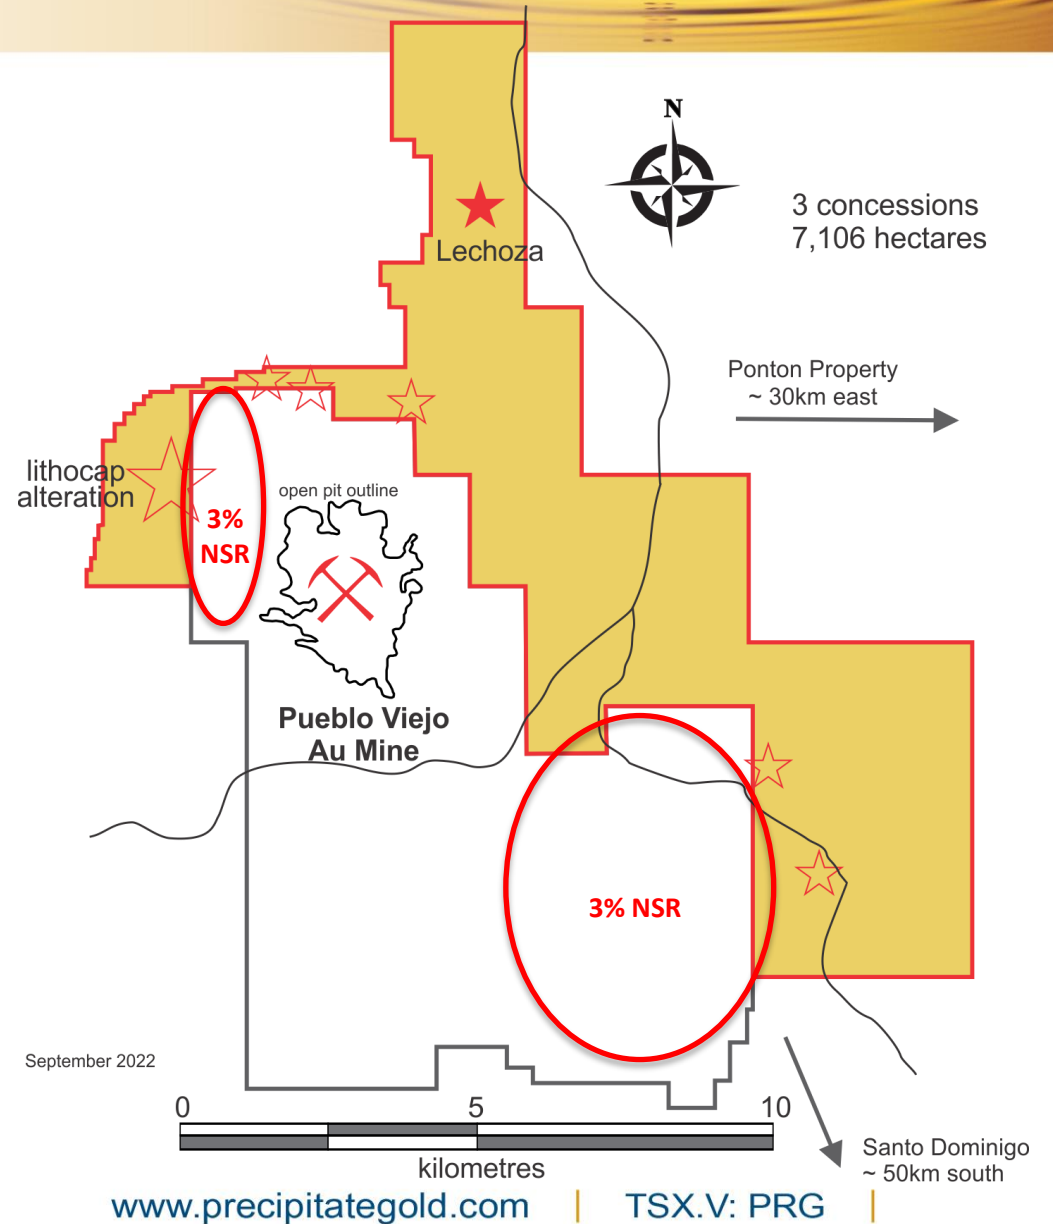 N
3 concessions
7,106 hectares
Lechoza
Ponton Property
~ 30km east
lithocap
alteration
open pit outline
3%
NSR
Pueblo Viejo
Au Mine
3% NSR
September 2022
0 5 10
kilometres
Santo Dominigo
~ 50km south
www.precipitategold.com | TSX.V: PRG |